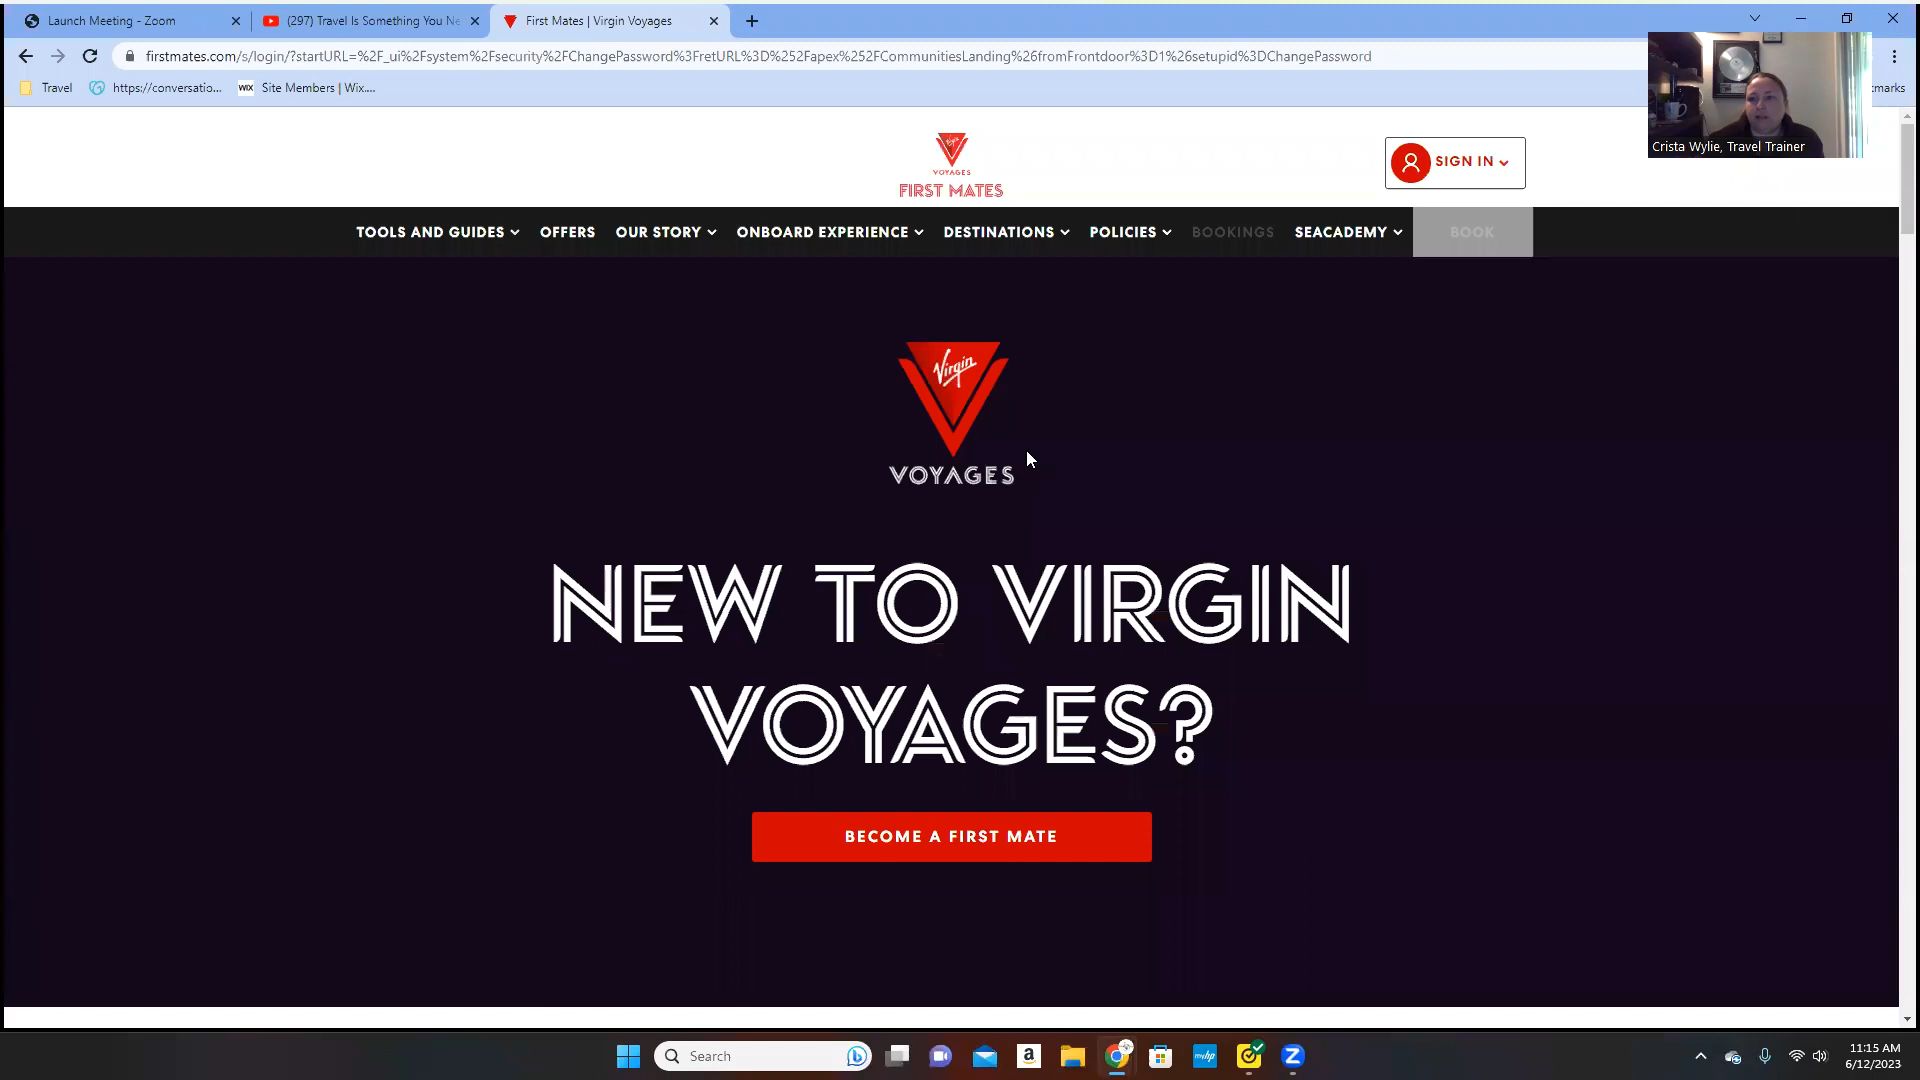 Launch Meeting - Zoom
(297) Travel Is Something You Ne
First Mates | Virgin Voyages
firstmates.com/s/login/?startURL=%2F_ui%2Fsystem%2Fsecurity%2FChangePassword%3FretURL%3D%252Fapex%252FCommunitiesLanding%26fromFrontdoor%3D1%26setupid%3DChangePassword
Travel
https://conversatio...
WIX
Site Members | Wix....
Crista Wylie, Travel Trainer
Virgin
VOYAGES
FIRST MATES
SIGN IN
TOOLS AND GUIDES
OFFERS
OUR STORY
ONBOARD EXPERIENCE
DESTINATIONS
POLICIES
BOOKINGS
SEACADEMY
BOOK
Virgin
VOYAGES
NEW TO VIRGIN
VOYAGES?
BECOME A FIRST MATE
Search
a
myhp
Z
11:15 AM
6/12/2023